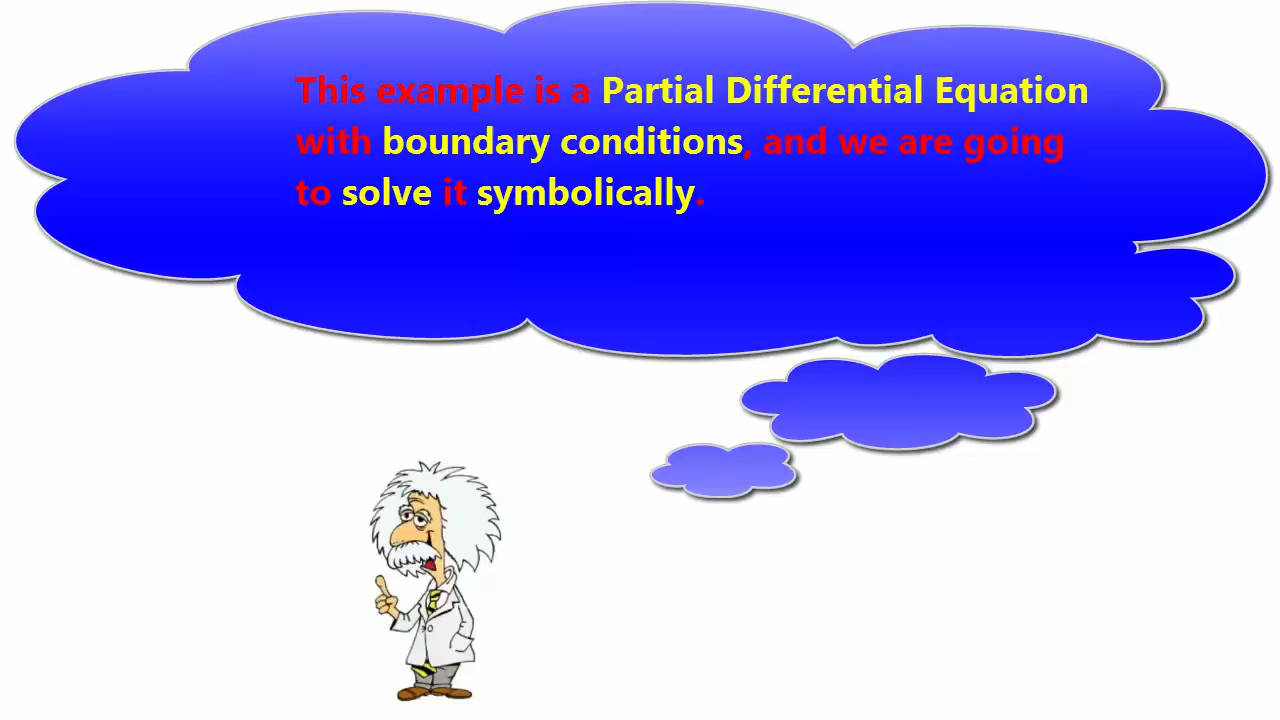 This example is a Partial Differential Equation
with boundary conditions, and we are going
to solve it symbolically.